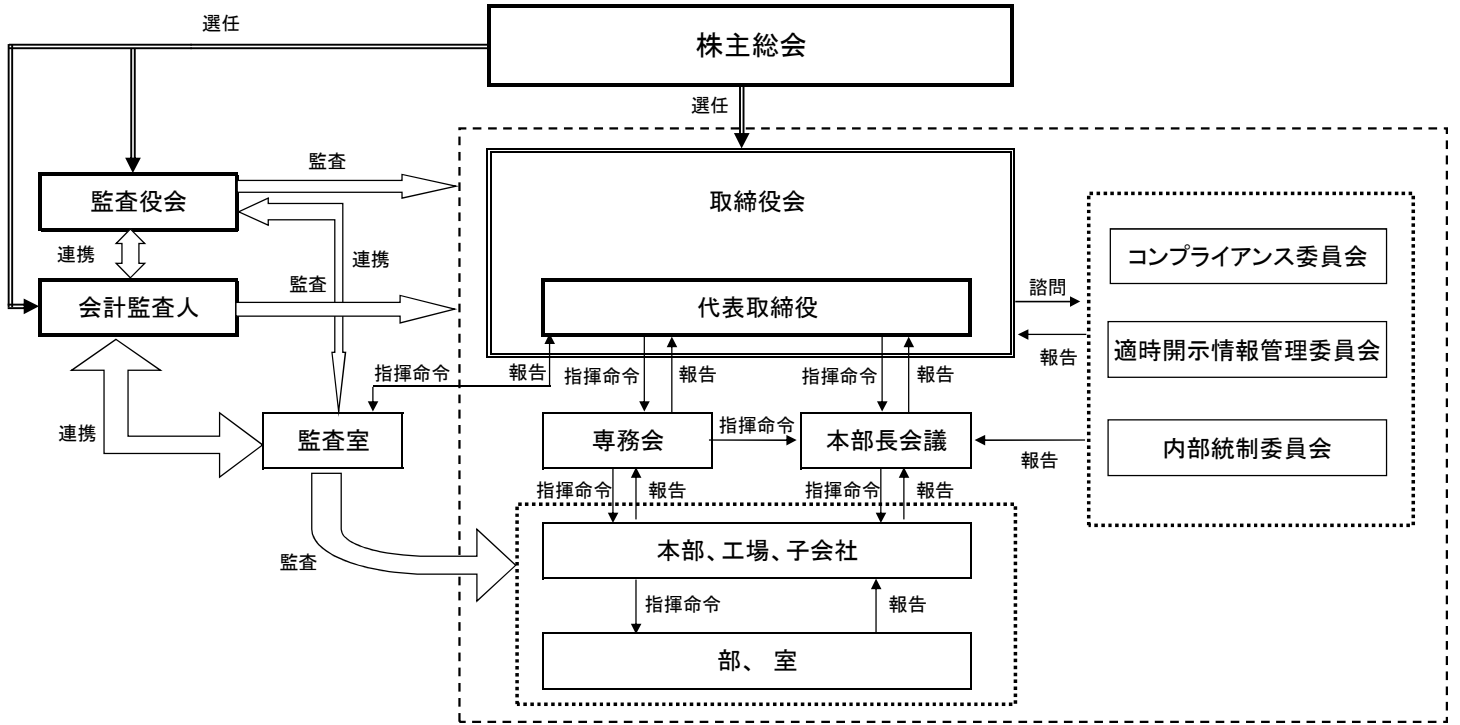 選任
株主総会
選任
監査
監査役会
取締役会
連携
連携
コンプライアンス委員会
監査
会計監査人
代表取締役
諮問
適時開示情報管理委員会
報告
指揮命令
報告
指揮命令
報告
指揮命令
報告
連携
監査室
専務会
指揮命令
本部長会議
内部統制委員会
報告
指揮命令
報告
指揮命令
報告
本部、工場、子会社
監査
指揮命令
報告
部、 室